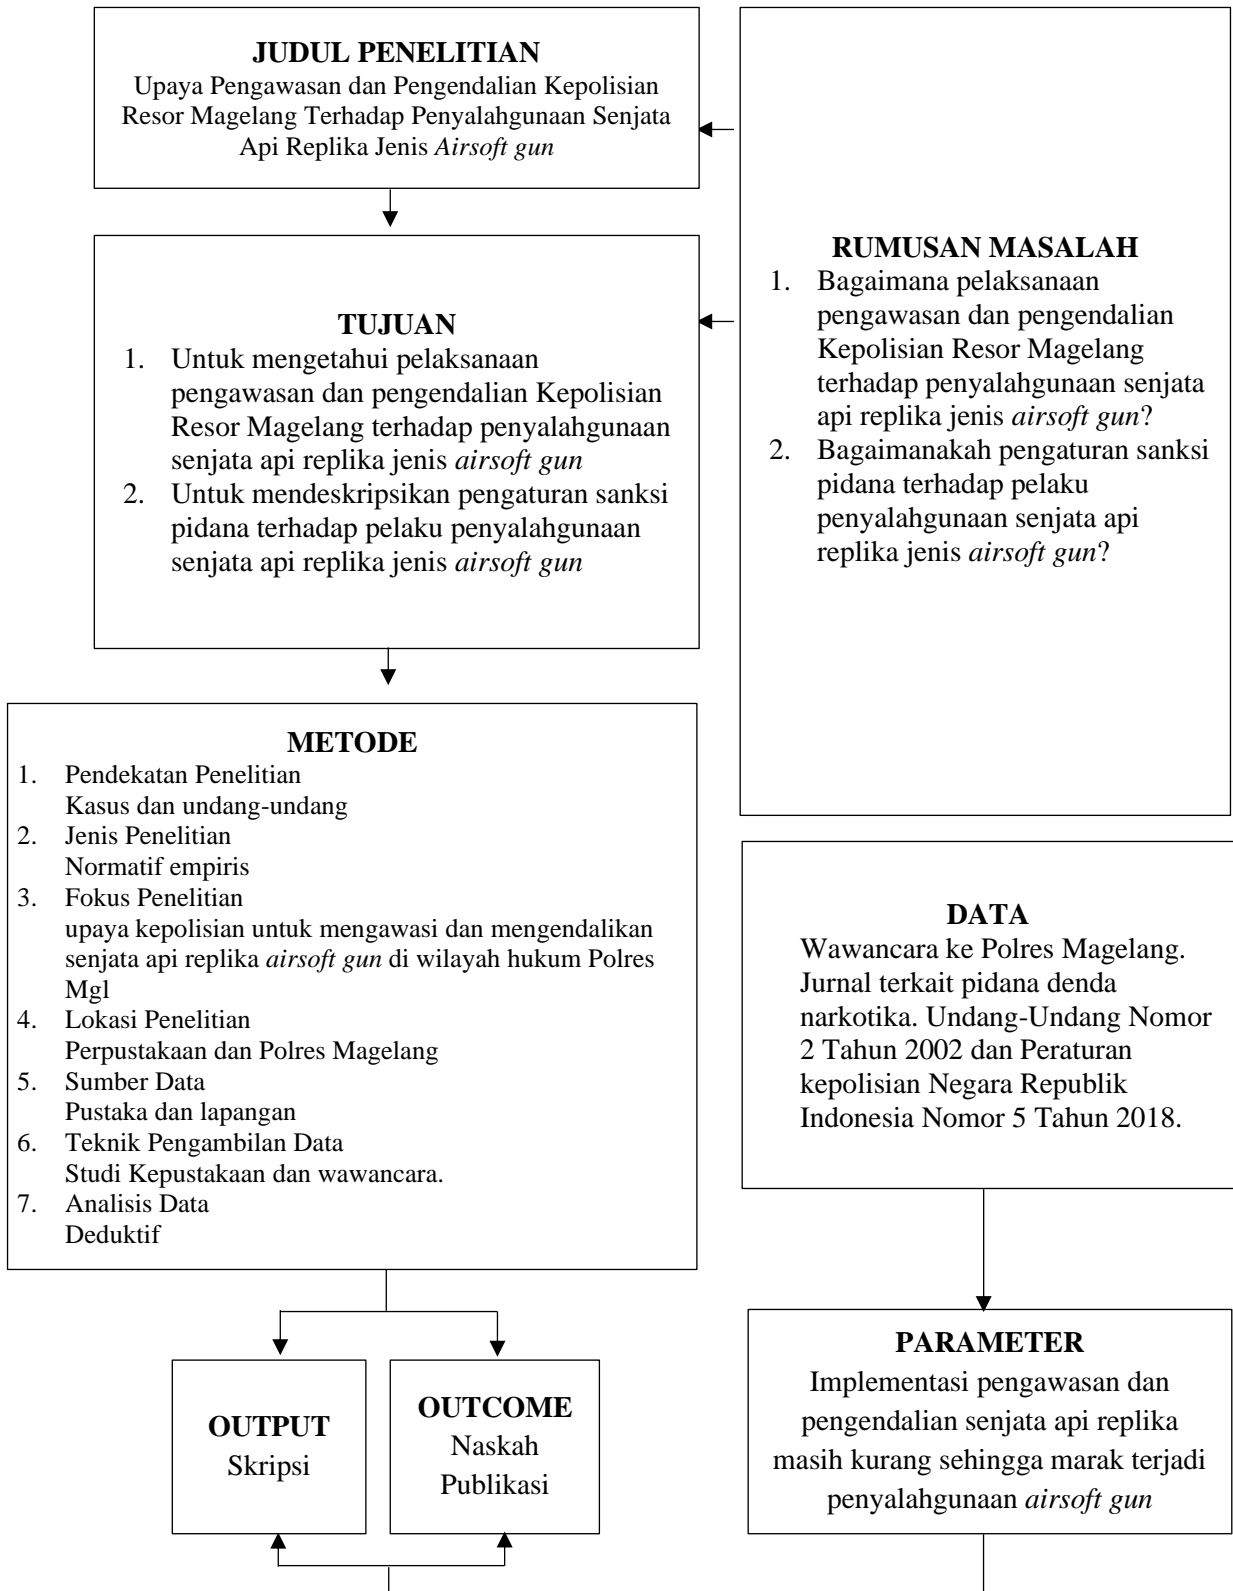 JUDUL PENELITIAN
Upaya Pengawasan dan Pengendalian Kepolisian
Resor Magelang Terhadap Penyalahgunaan Senjata
Api Replika Jenis Airsoft gun
TUJUAN
1. Untuk mengetahui pelaksanaan
pengawasan dan pengendalian Kepolisian
Resor Magelang terhadap penyalahgunaan
senjata api replika jenis airsoft gun
2. Untuk mendeskripsikan pengaturan sanksi
pidana terhadap pelaku penyalahgunaan
senjata api replika jenis airsoft gun
RUMUSAN MASALAH
1. Bagaimana pelaksanaan
pengawasan dan pengendalian
Kepolisian Resor Magelang
terhadap penyalahgunaan senjata
api replika jenis airsoft gun?
2. Bagaimanakah pengaturan sanksi
pidana terhadap pelaku
penyalahgunaan senjata api
replika jenis airsoft gun?
METODE
1. Pendekatan Penelitian
Kasus dan undang-undang
2. Jenis Penelitian
Normatif empiris
3. Fokus Penelitian
upaya kepolisian untuk mengawasi dan mengendalikan
senjata api replika airsoft gun di wilayah hukum Polres
Mgl
4. Lokasi Penelitian
Perpustakaan dan Polres Magelang
5. Sumber Data
Pustaka dan lapangan
6. Teknik Pengambilan Data
Studi Kepustakaan dan wawancara.
7. Analisis Data
Deduktif
DATA
Wawancara ke Polres Magelang.
Jurnal terkait pidana denda
narkotika. Undang-Undang Nomor
2 Tahun 2002 dan Peraturan
kepolisian Negara Republik
Indonesia Nomor 5 Tahun 2018.
OUTPUT
Skripsi
OUTCOME
Naskah
Publikasi
PARAMETER
Implementasi pengawasan dan
pengendalian senjata api replika
masih kurang sehingga marak terjadi
penyalahgunaan airsoft gun